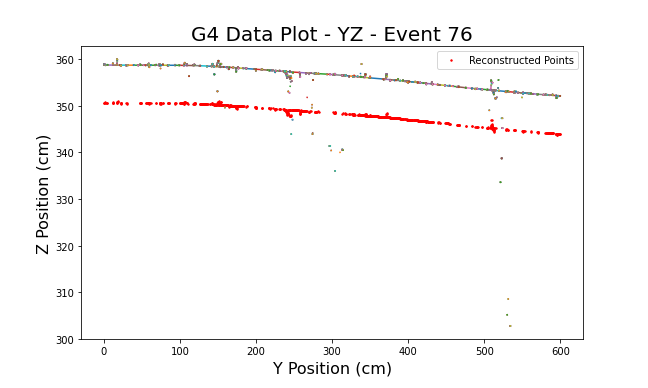 G4 Data Plot - YZ - Event 76
Reconstructed Points
Z Position (cm)
360
350
340
330
320
310
300
0 100 200 300 400 500 600
Y Position (cm)